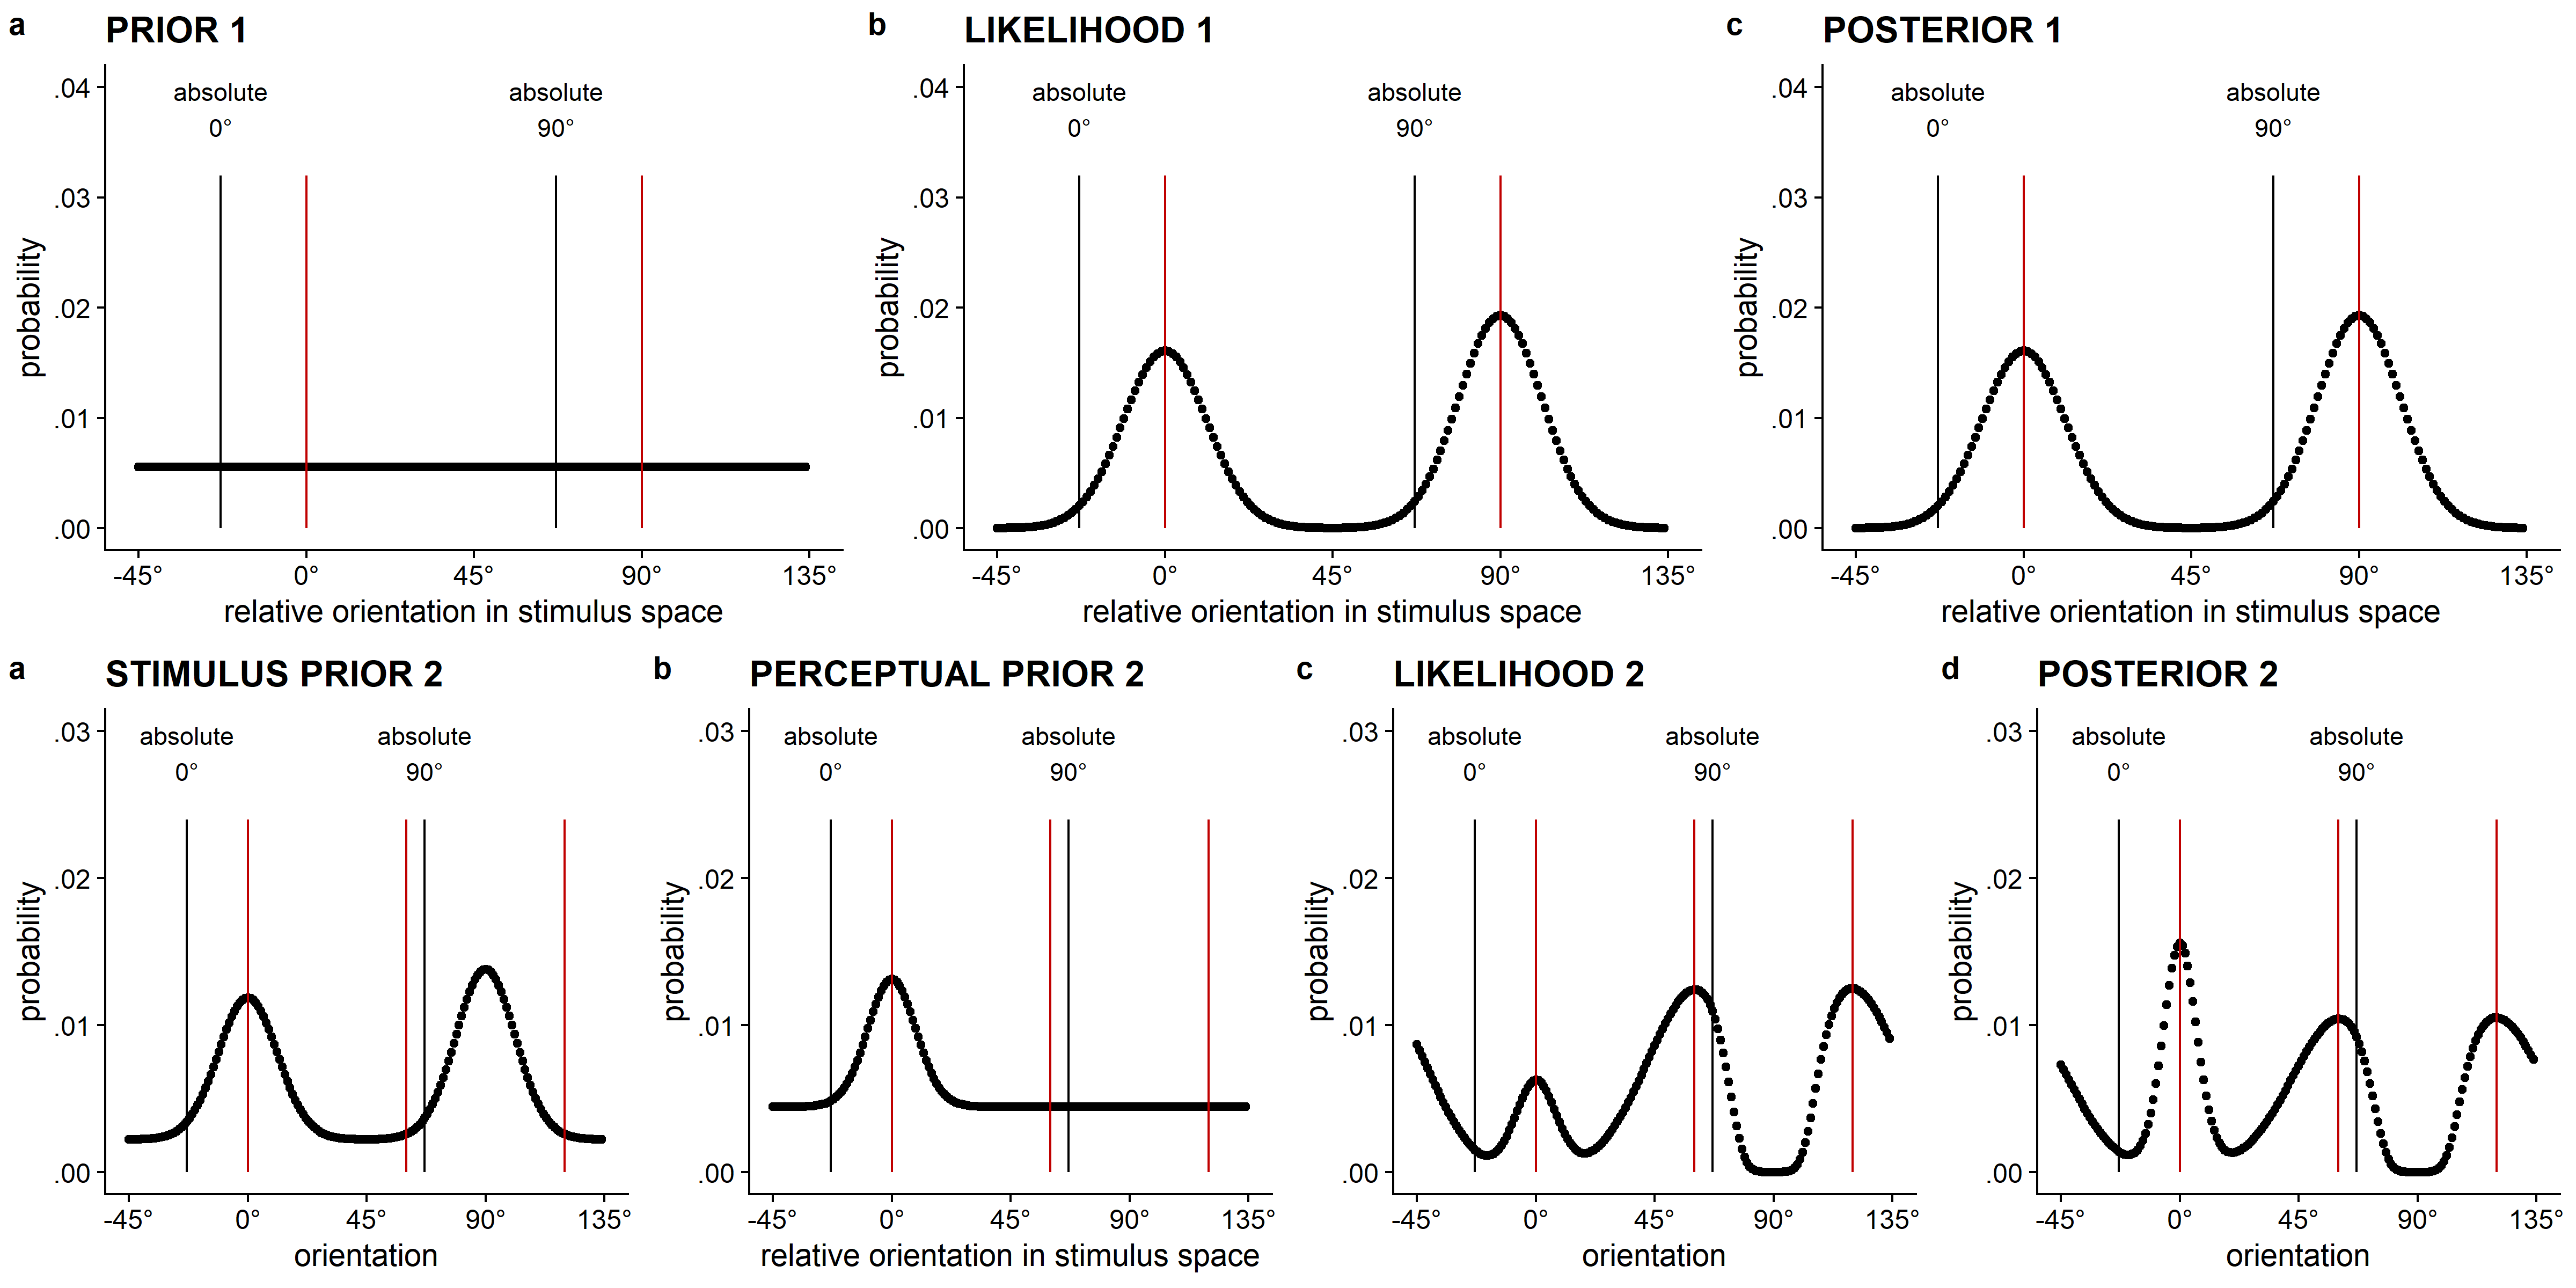 a PRIOR 1
absolute
0°
absolute
90°
.04
.03
.02
.01
.00
probability
-45° 0° 45° 90° 135°
relative orientation in stimulus space
b LIKELIHOOD 1
absolute
0°
absolute
90°
.04
.03
.02
.01
.00
probability
-45° 0° 45° 90° 135°
relative orientation in stimulus space
c POSTERIOR 1
absolute
0°
absolute
90°
.04
.03
.02
.01
.00
probability
-45° 0° 45° 90° 135°
relative orientation in stimulus space
a STIMULUS PRIOR 2
absolute
0°
absolute
90°
.03
.02
.01
.00
probability
-45° 0° 45° 90° 135°
orientation
b PERCEPTUAL PRIOR 2
absolute
0°
absolute
90°
.03
.02
.01
.00
probability
-45° 0° 45° 90° 135°
relative orientation in stimulus space
c LIKELIHOOD 2
absolute
0°
absolute
90°
.03
.02
.01
.00
probability
-45° 0° 45° 90° 135°
orientation
d POSTERIOR 2
absolute
0°
absolute
90°
.03
.02
.01
.00
probability
-45° 0° 45° 90° 135°
orientation